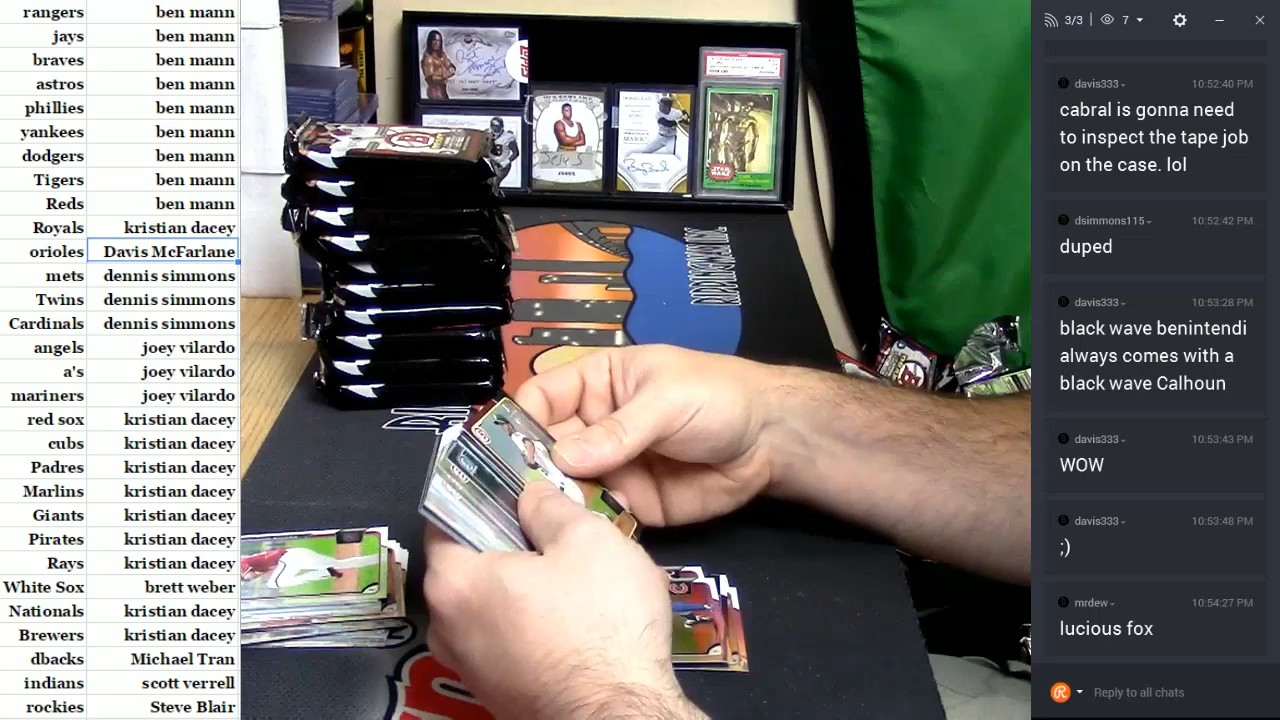 rangers ben mann
jays ben mann
braves ben mann
astros ben mann
phillies ben mann
yankees ben mann
dodgers ben mann
Tigers ben mann
Reds ben mann
Royals kristian dacey
orioles Davis McFarlane
mets dennis simmons
Twins dennis simmons
Cardinals dennis simmons
angels joey vilardo
a's joey vilardo
mariners joey vilardo
red sox kristian dacey
cubs kristian dacey
Padres kristian dacey
Marlins kristian dacey
Giants kristian dacey
Pirates kristian dacey
Rays kristian dacey
White Sox brett weber
Nationals kristian dacey
Brewers kristian dacey
dbacks Michael Tran
indians scott verrell
rockies Steve Blair
STAR
WARS
3/3 7
davis333 10:52:40 PM
cabral is gonna need
to inspect the tape job
on the case. lol
dsimmons115 10:52:42 PM
duped
davis333 10:53:28 PM
black wave benintendi
always comes with a
black wave Calhoun
davis333 10:53:43 PM
WOW
davis333 10:53:48 PM
;)
mrdew 10:54:27 PM
lucious fox
Reply to all chats